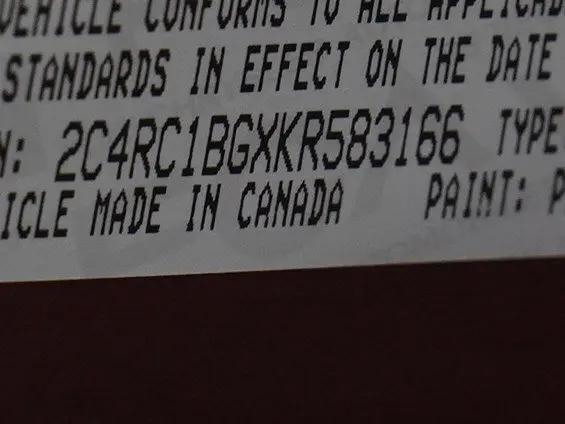 VEHICLE CONFORMS TO ALL APPLICAB
STANDARDS IN EFFECT ON THE DATE
N: 2C4RC1BGXKR583166 TYPE
ICLE MADE IN CANADA PAINT: P